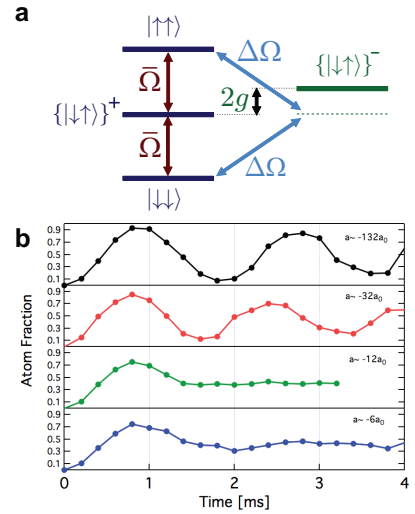 a
|↑↑⟩
ΔΩ
{|↓↑⟩}⁻
Ω̄
{|↓↑⟩}⁺
2g
Ω̄
ΔΩ
|↓↓⟩
b
Atom Fraction
0.9
0.7
0.5
0.3
0.1
a~ -132a₀
0.9
0.7
0.5
0.3
0.1
a~ -32a₀
0.9
0.7
0.5
0.3
0.1
a~ -12a₀
0.9
0.7
0.5
0.3
0.1
a~ -6a₀
0 1 2 3 4
Time [ms]